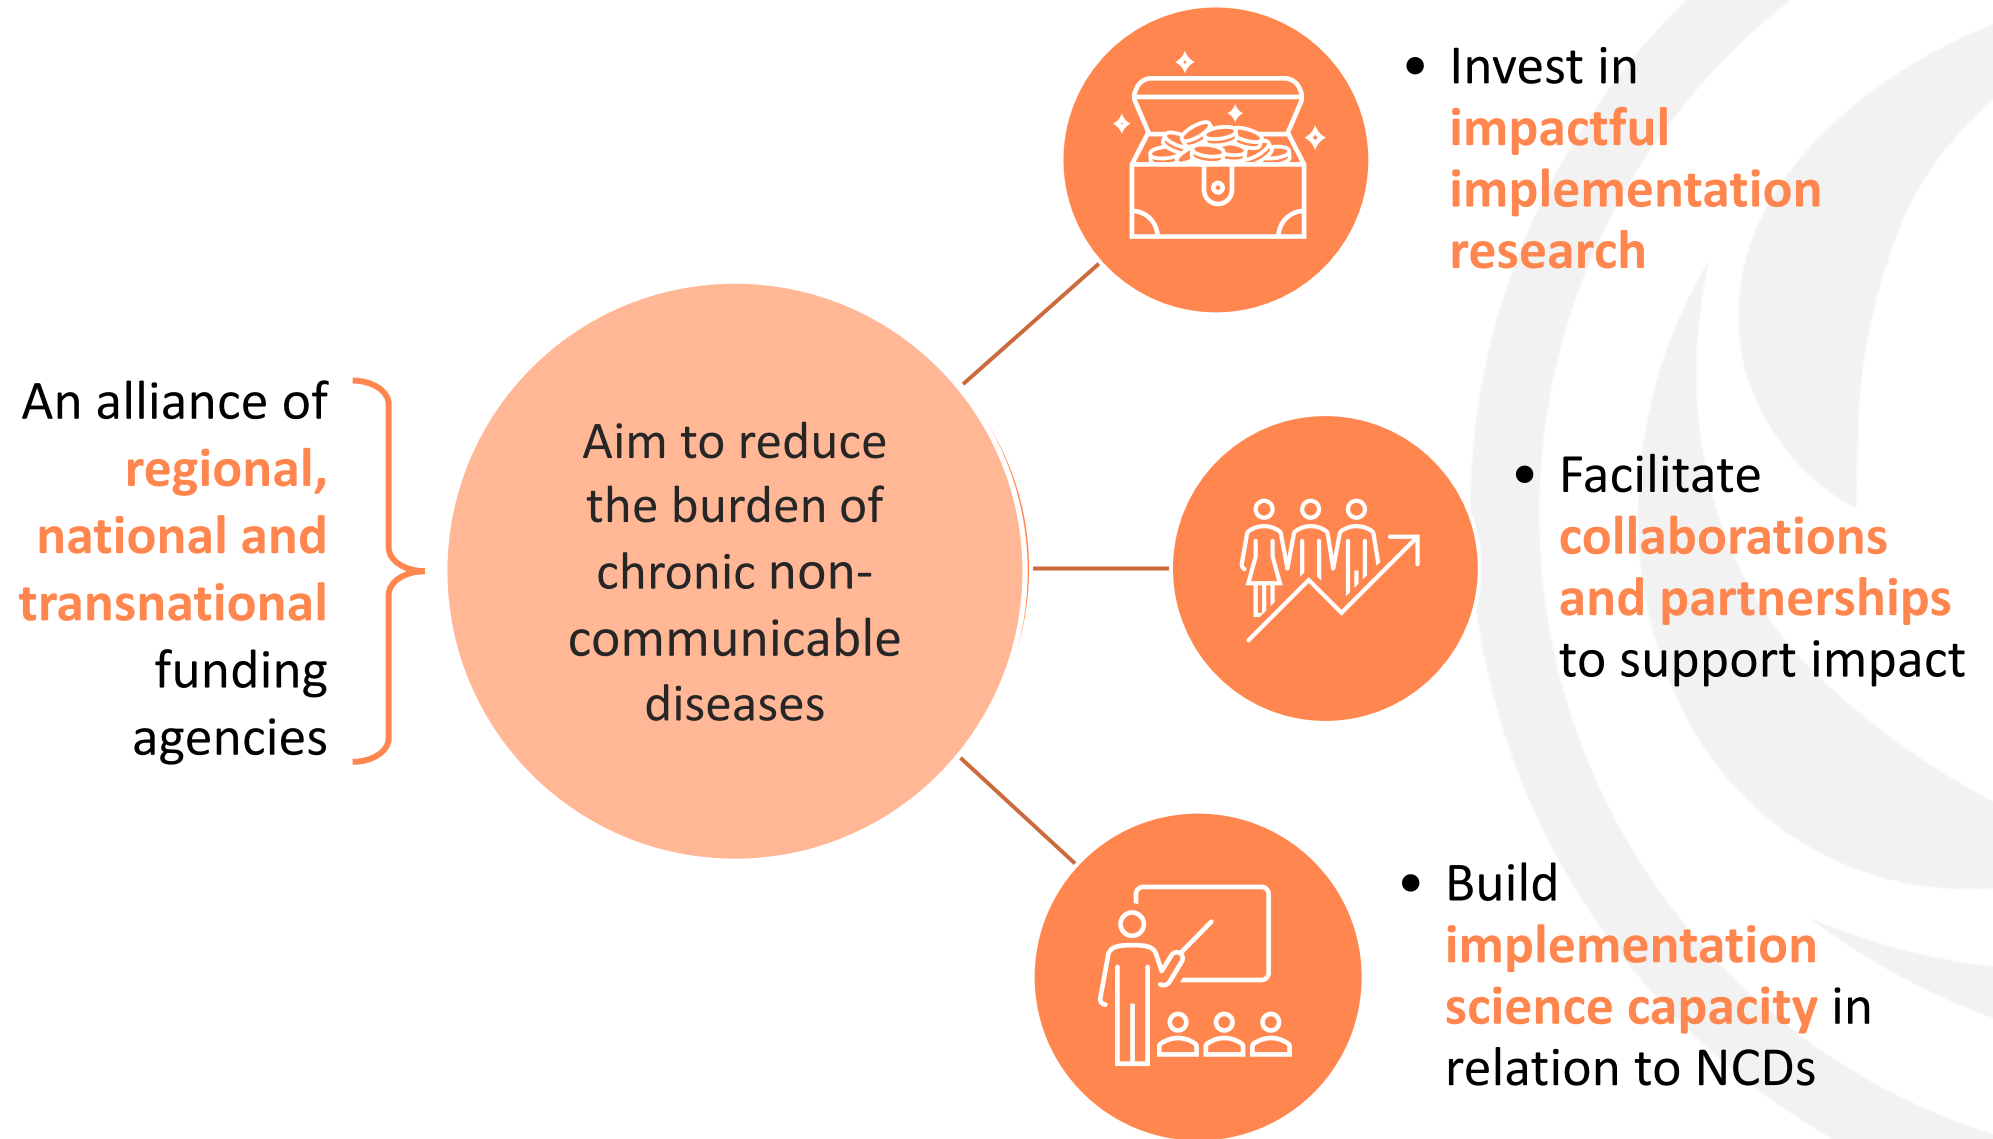 An alliance of
regional,
national and
transnational
funding
agencies
Aim to reduce
the burden of
chronic non-
communicable
diseases
• Invest in
impactful
implementation
research
• Facilitate
collaborations
and partnerships
to support impact
• Build
implementation
science capacity in
relation to NCDs